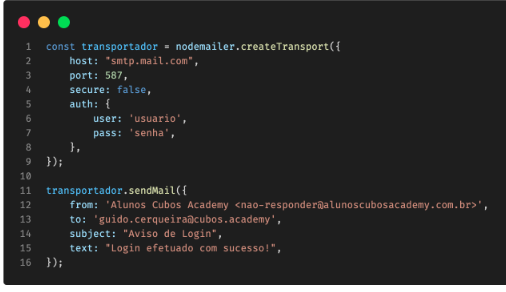 1 const transportador = nodemailer.createTransport({
2 host: "smtp.mail.com",
3 port: 587,
4 secure: false,
5 auth: {
6 user: 'usuario',
7 pass: 'senha',
8 },
9 });
10
11 transportador.sendMail({
12 from: 'Alunos Cubos Academy <nao-responder@alunoscubosacademy.com.br>',
13 to: 'guido.cerqueira@cubos.academy',
14 subject: "Aviso de Login",
15 text: "Login efetuado com sucesso!",
16 });